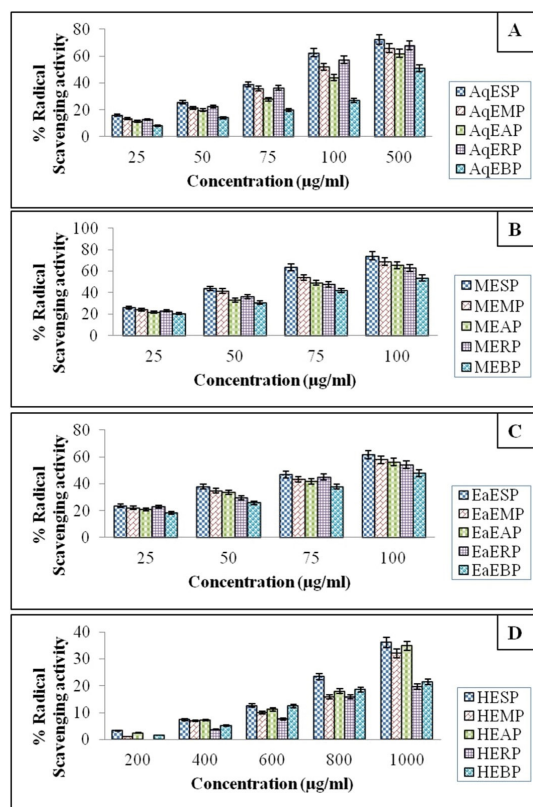 A
% Radical
Scavenging activity
80
60
40
20
0
25 50 75 100 500
Concentration (µg/ml)
AqESP
AqEMP
AqEAP
AqERP
AqEBP
B
% Radical
Scavenging activity
100
80
60
40
20
0
25 50 75 100
Concentration (µg/ml)
MESP
MEMP
MEAP
MERP
MEBP
C
% Radical
Scavenging activity
80
60
40
20
0
25 50 75 100
Concentration (µg/ml)
EaESP
EaEMP
EaEAP
EaERP
EaEBP
D
% Radical
Scavenging activity
40
30
20
10
0
200 400 600 800 1000
Concentration (µg/ml)
HESP
HEMP
HEAP
HERP
HEBP